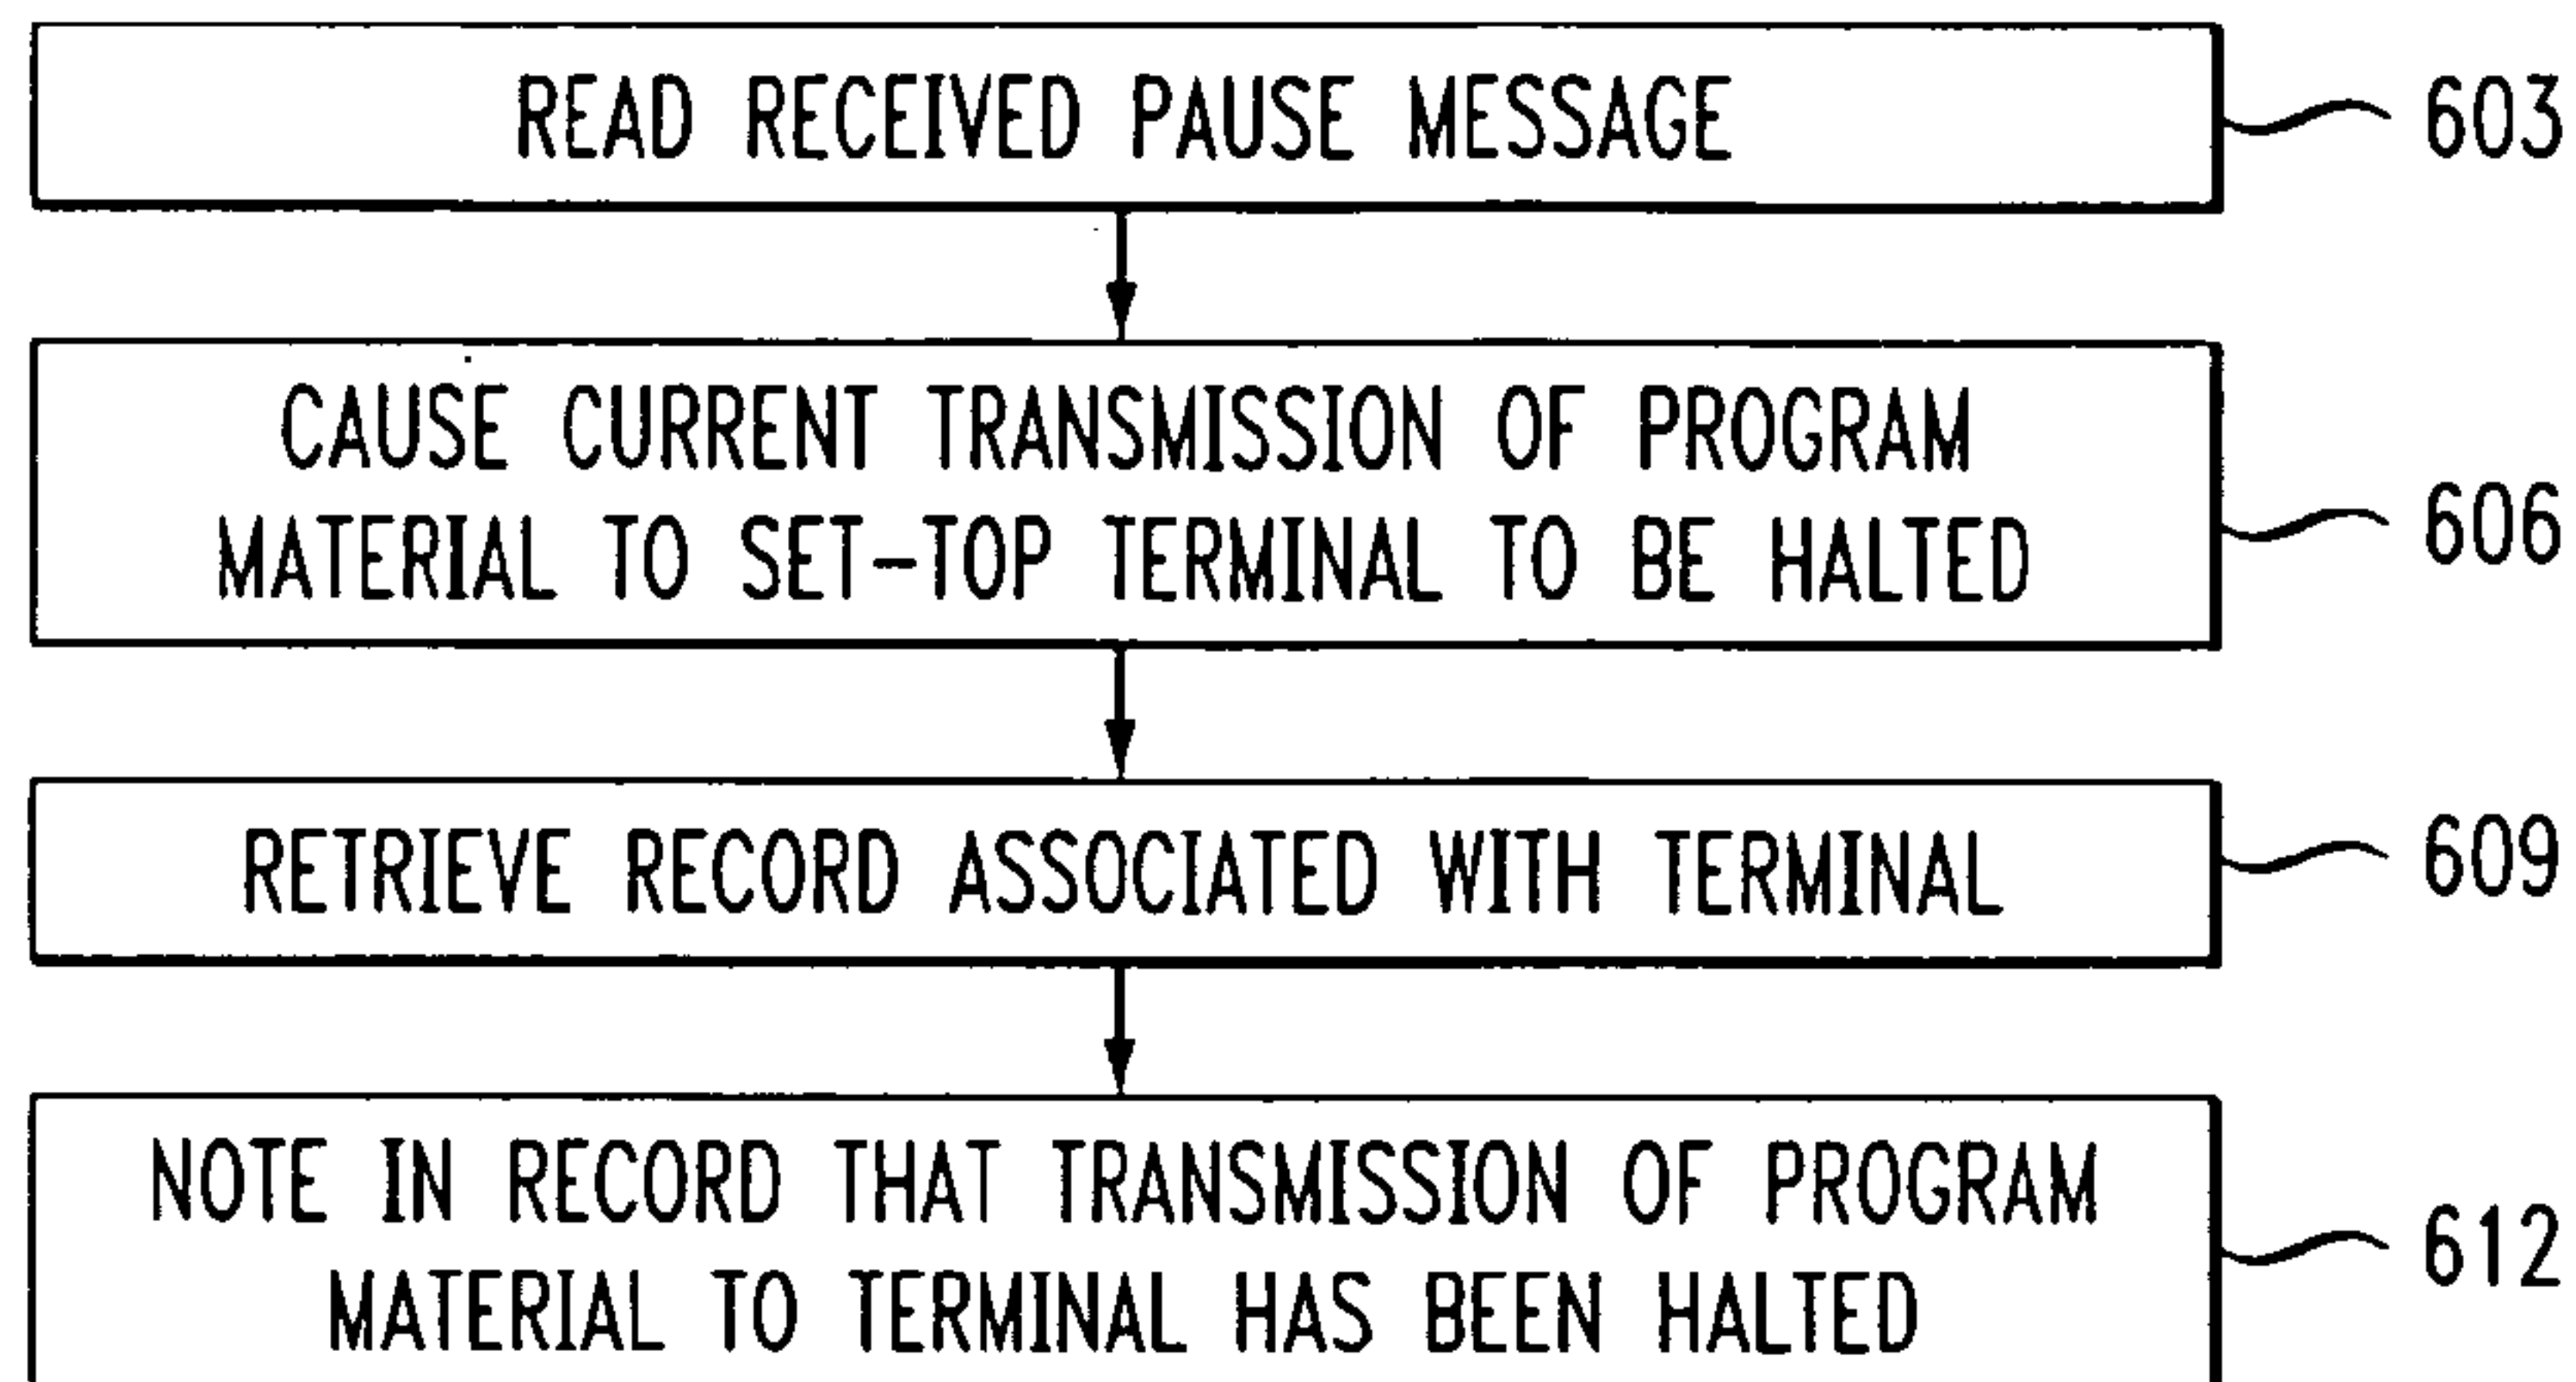 READ RECEIVED PAUSE MESSAGE
603
CAUSE CURRENT TRANSMISSION OF PROGRAM
MATERIAL TO SET-TOP TERMINAL TO BE HALTED
606
RETRIEVE RECORD ASSOCIATED WITH TERMINAL
609
NOTE IN RECORD THAT TRANSMISSION OF PROGRAM
MATERIAL TO TERMINAL HAS BEEN HALTED
612